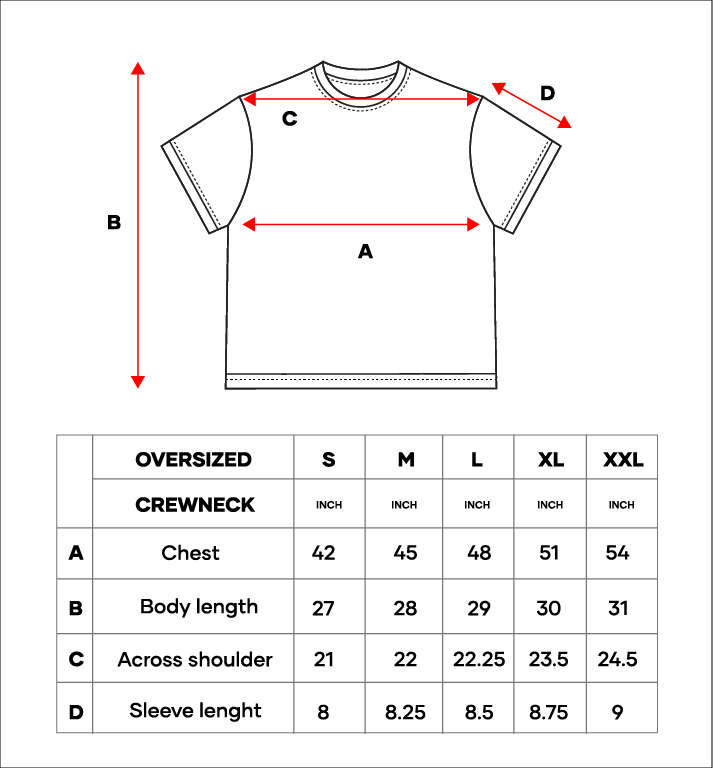 D
C
B
A
OVERSIZED S M L XL XXL
CREWNECK INCH INCH INCH INCH INCH
A Chest 42 45 48 51 54
B Body length 27 28 29 30 31
C Across shoulder 21 22 22.25 23.5 24.5
D Sleeve lenght 8 8.25 8.5 8.75 9